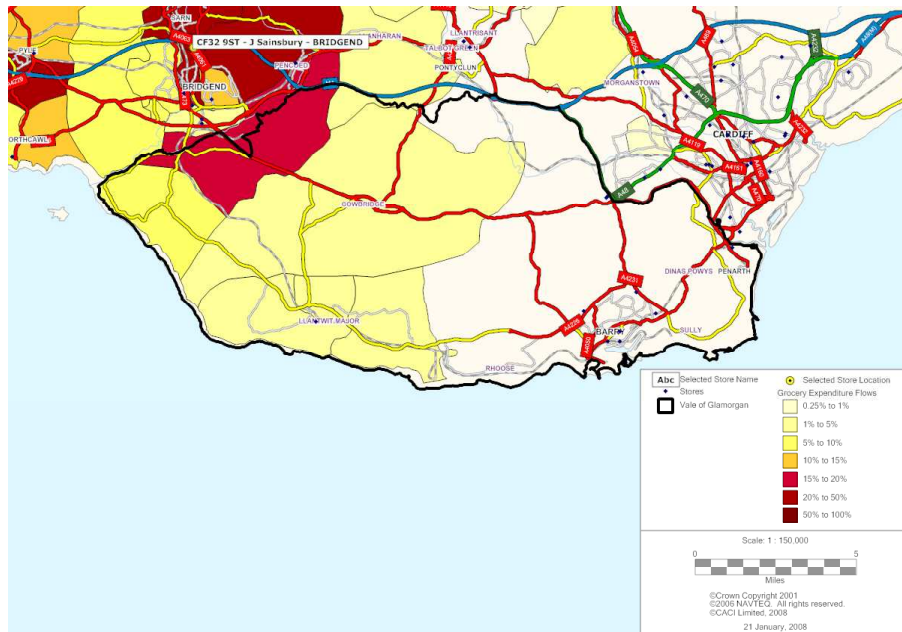 SARN
A4063
CF32 9ST - J Sainsbury - BRIDGEND
LLANTRISANT
TALBOT GREEN
PYLE
A4229
PENCOED
PONTYCLUN
MORGANSTOWN
A470
A469
A4232
BRIDGEND
A473
CARDIFF
A4232
A4119
A4161
A4160
A48
COWBRIDGE
DINAS POWYS
PENARTH
A4231
LLANTWIT MAJOR
A4226
BARRY
SULLY
RHOOSE
Abc Selected Store Name
Stores
Vale of Glamorgan
Selected Store Location
Grocery Expenditure Flows
0.25% to 1%
1% to 5%
5% to 10%
10% to 15%
15% to 20%
20% to 50%
50% to 100%
Scale: 1 : 150,000
0 5
Miles
©Crown Copyright 2001
©2006 NAVTEQ. All rights reserved.
©CACI Limited, 2008
21 January, 2008